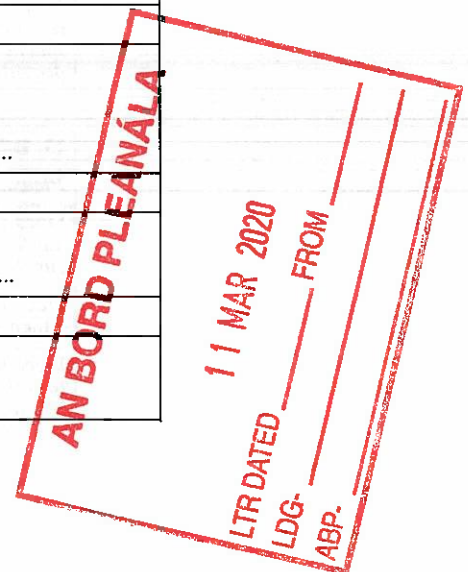 AN BORD PLEANÁLA
11 MAR 2020
LTR DATED FROM
LDG-
ABP-